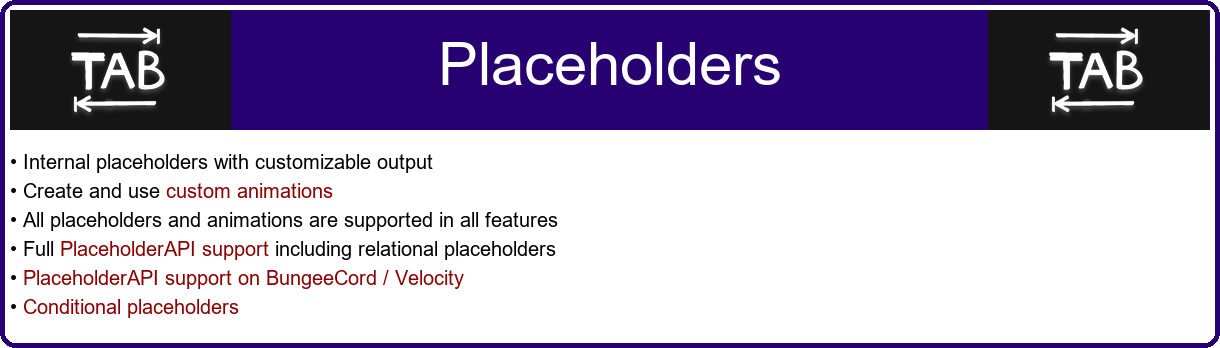 TAB Placeholders TAB
• Internal placeholders with customizable output
• Create and use custom animations
• All placeholders and animations are supported in all features
• Full PlaceholderAPI support including relational placeholders
• PlaceholderAPI support on BungeeCord / Velocity
• Conditional placeholders